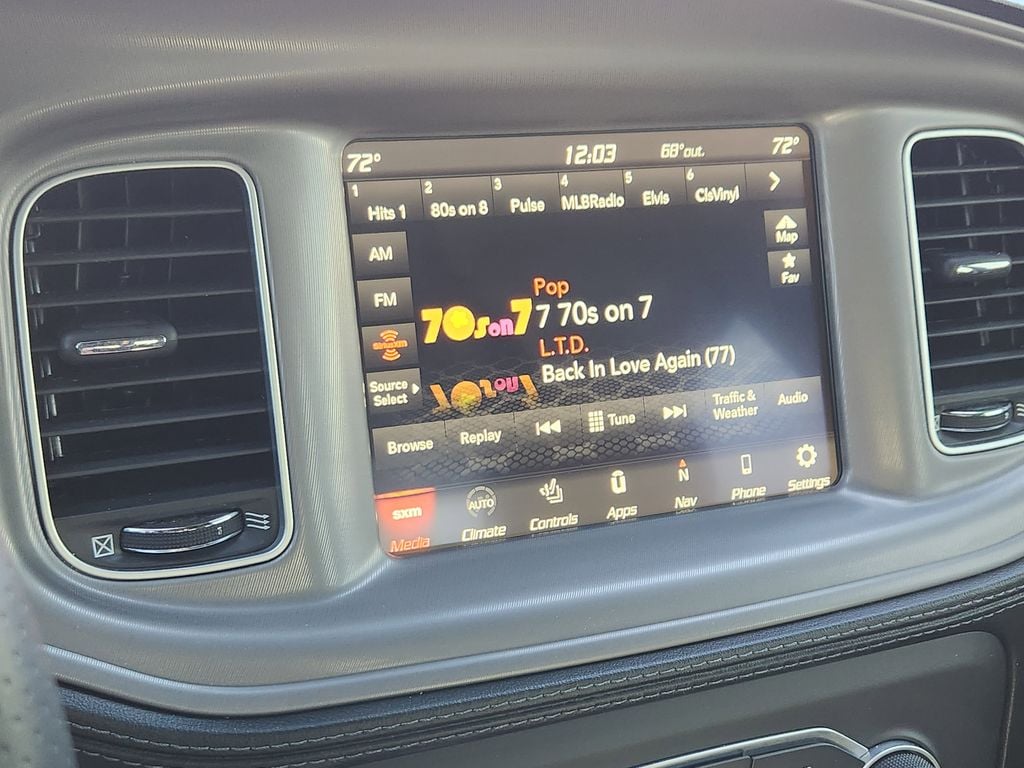 72° 12:03 68°out. 72°
1 Hits 1 2 80s on 8 3 Pulse 4 MLBRadio 5 Elvis 6 ClsVinyl
AM
Map
FM
Fav
Pop
70s on 7 7 70s on 7
siriusxm
L.T.D.
Source
Select
Back In Love Again (77)
Browse Replay Tune Traffic &
Weather Audio
sxm AUTO N
Media Climate Controls Apps Nav Phone Settings